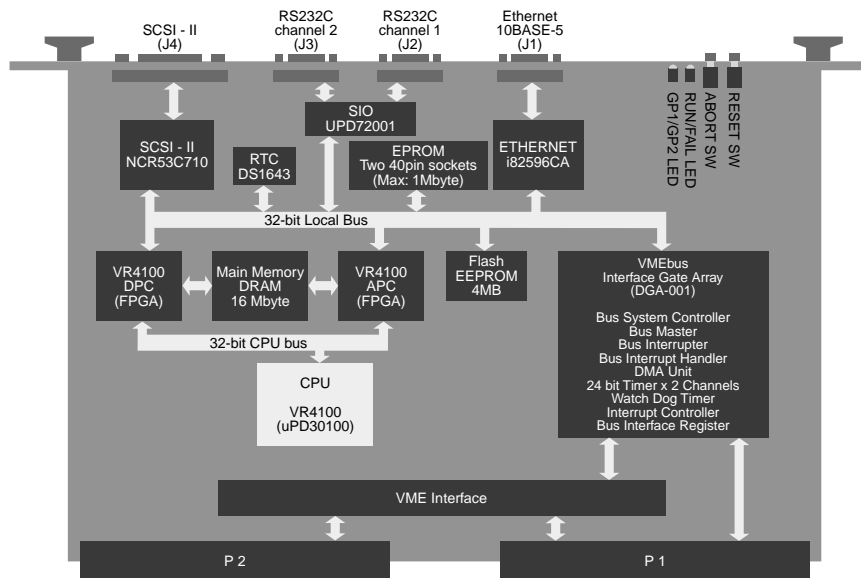 SCSI - II
(J4)
RS232C
channel 2
(J3)
RS232C
channel 1
(J2)
Ethernet
10BASE-5
(J1)
GP1/GP2 LED
RUN/FAIL LED
ABORT SW
RESET SW
SIO
UPD72001
SCSI - II
NCR53C710
RTC
DS1643
EPROM
Two 40pin sockets
(Max: 1Mbyte)
ETHERNET
i82596CA
32-bit Local Bus
VR4100
DPC
(FPGA)
Main Memory
DRAM
16 Mbyte
VR4100
APC
(FPGA)
Flash
EEPROM
4MB
VMEbus
Interface Gate Array
(DGA-001)
Bus System Controller
Bus Master
Bus Interrupter
Bus Interrupt Handler
DMA Unit
24 bit Timer x 2 Channels
Watch Dog Timer
Interrupt Controller
Bus Interface Register
32-bit CPU bus
CPU
VR4100
(uPD30100)
VME Interface
P 2
P 1